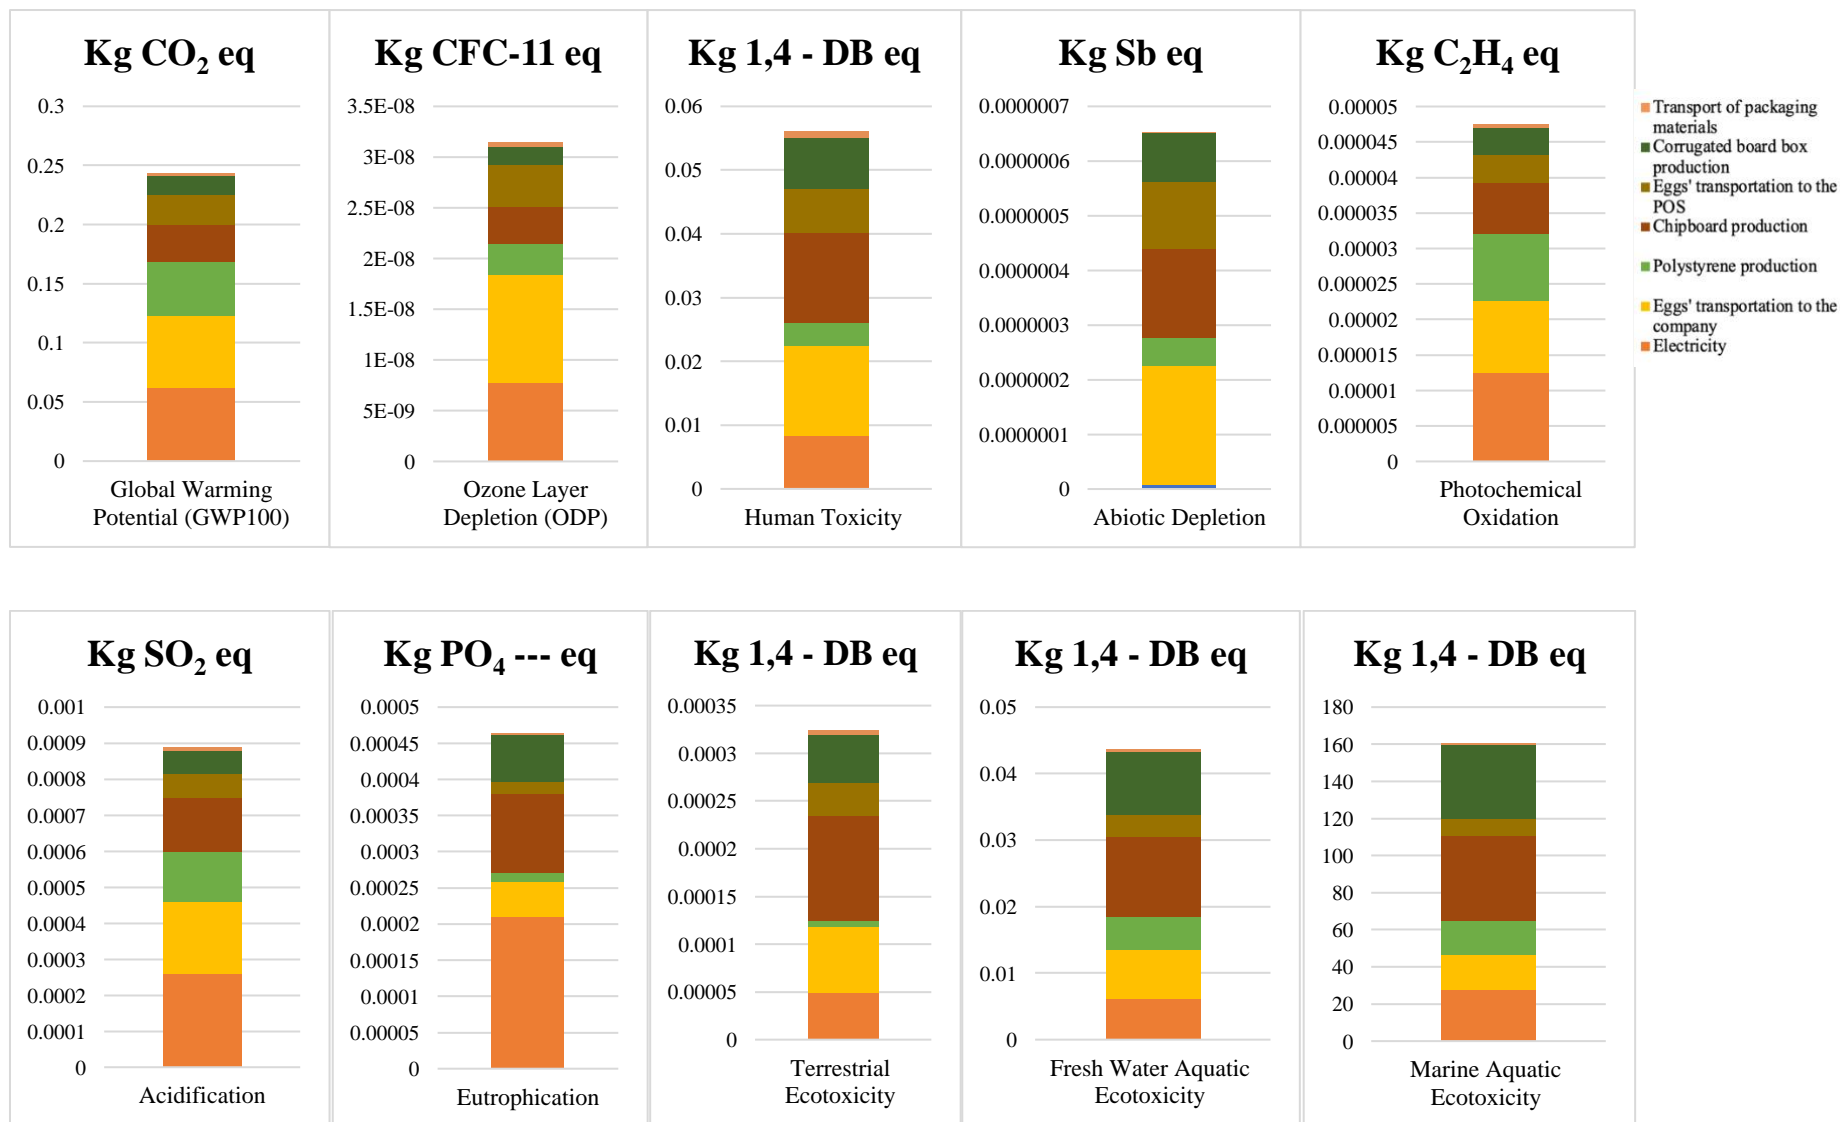 Kg CO₂ eq
0.3
0.25
0.2
0.15
0.1
0.05
0
Global Warming
Potential (GWP100)
Kg CFC-11 eq
3.5E-08
3E-08
2.5E-08
2E-08
1.5E-08
1E-08
5E-09
0
Ozone Layer
Depletion (ODP)
Kg 1,4 - DB eq
0.06
0.05
0.04
0.03
0.02
0.01
0
Human Toxicity
Kg Sb eq
0.0000007
0.0000006
0.0000005
0.0000004
0.0000003
0.0000002
0.0000001
0
Abiotic Depletion
Kg C₂H₄ eq
0.00005
0.000045
0.00004
0.000035
0.00003
0.000025
0.00002
0.000015
0.00001
0.000005
0
Photochemical
Oxidation
Transport of packaging
materials
Corrugated board box
production
Eggs' transportation to the
POS
Chipboard production
Polystyrene production
Eggs' transportation to the
company
Electricity
Kg SO₂ eq
0.001
0.0009
0.0008
0.0007
0.0006
0.0005
0.0004
0.0003
0.0002
0.0001
0
Acidification
Kg PO₄ --- eq
0.0005
0.00045
0.0004
0.00035
0.0003
0.00025
0.0002
0.00015
0.0001
0.00005
0
Eutrophication
Kg 1,4 - DB eq
0.00035
0.0003
0.00025
0.0002
0.00015
0.0001
0.00005
0
Terrestrial
Ecotoxicity
Kg 1,4 - DB eq
0.05
0.04
0.03
0.02
0.01
0
Fresh Water Aquatic
Ecotoxicity
Kg 1,4 - DB eq
180
160
140
120
100
80
60
40
20
0
Marine Aquatic
Ecotoxicity